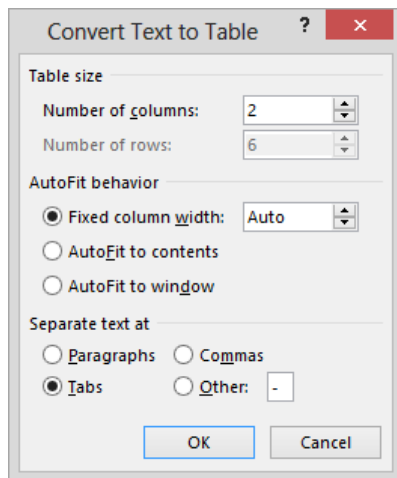 Convert Text to Table ? ×
Table size
Number of columns: 2
Number of rows: 6
AutoFit behavior
Fixed column width: Auto
AutoFit to contents
AutoFit to window
Separate text at
Paragraphs Commas
Tabs Other: -
OK Cancel